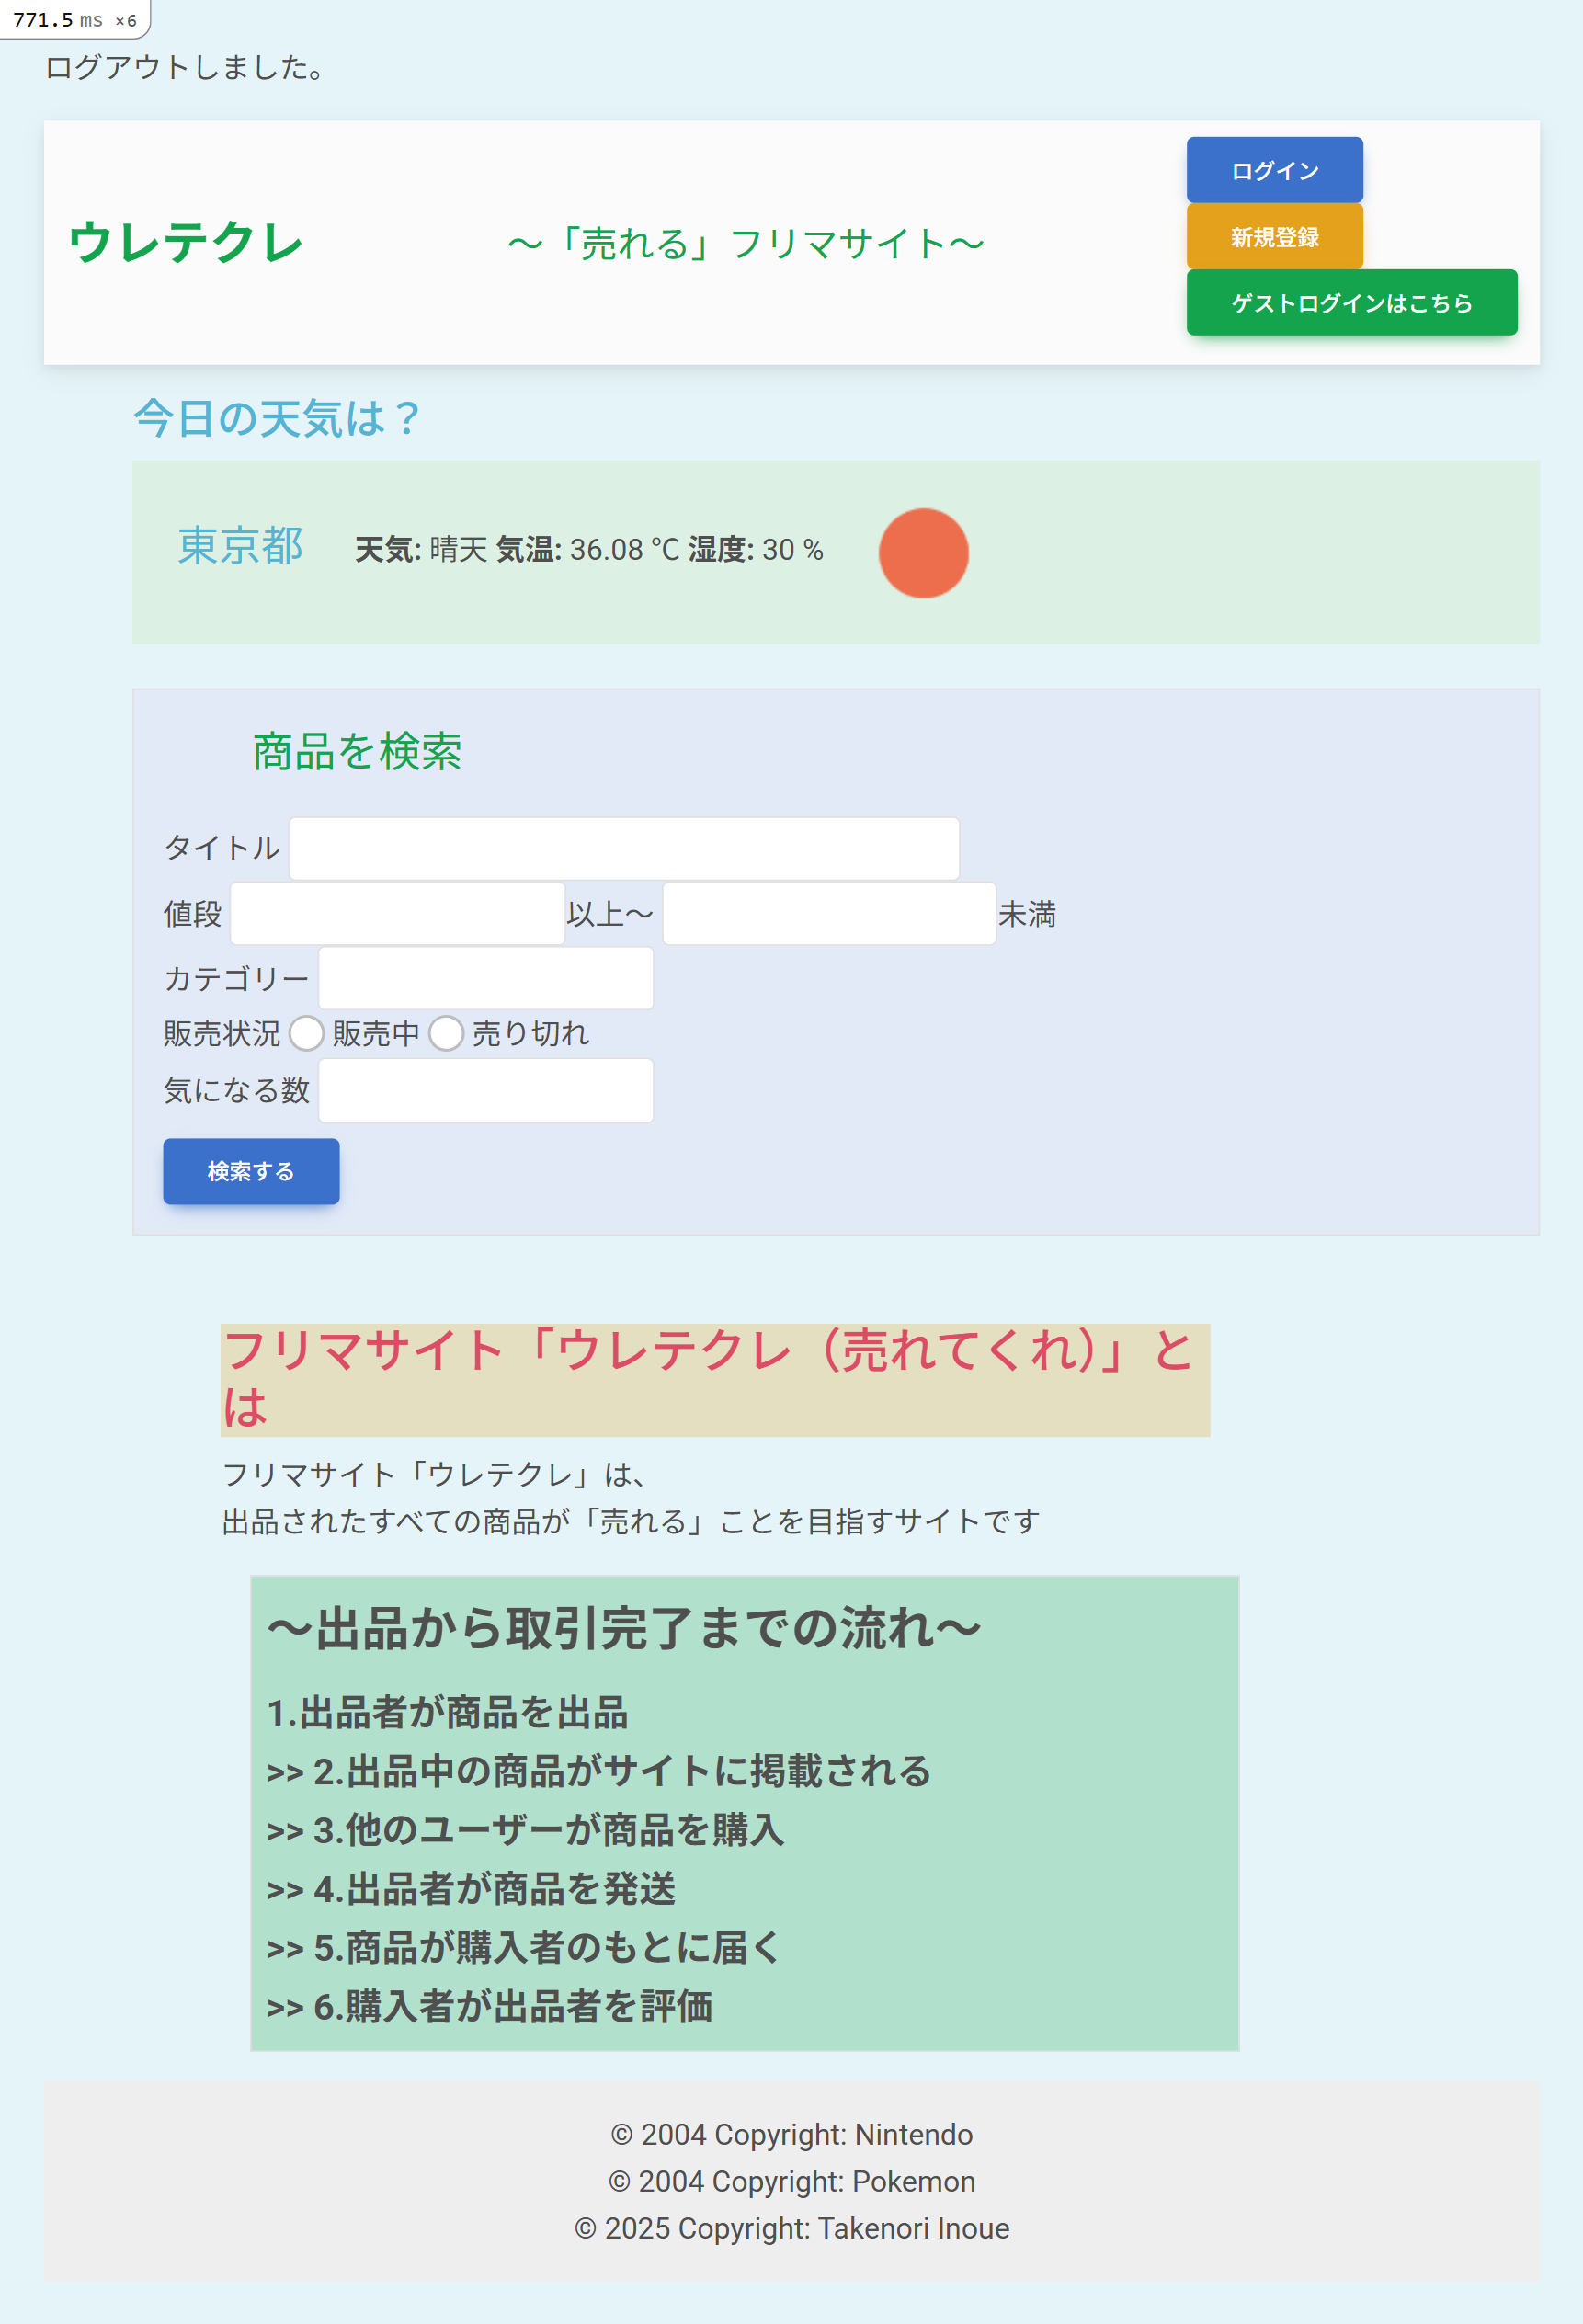 771.5 ms ×6
ログアウトしました。
ウレテクレ
～「売れる」フリマサイト～
ログイン
新規登録
ゲストログインはこちら
今日の天気は？
東京都 天気: 晴天 気温: 36.08 ℃ 湿度: 30 %
商品を検索
タイトル
値段 以上～ 未満
カテゴリー
販売状況 販売中 売り切れ
気になる数
検索する
フリマサイト「ウレテクレ（売れてくれ）」と
は
フリマサイト「ウレテクレ」は、
出品されたすべての商品が「売れる」ことを目指すサイトです
～出品から取引完了までの流れ～
1.出品者が商品を出品
>> 2.出品中の商品がサイトに掲載される
>> 3.他のユーザーが商品を購入
>> 4.出品者が商品を発送
>> 5.商品が購入者のもとに届く
>> 6.購入者が出品者を評価
© 2004 Copyright: Nintendo
© 2004 Copyright: Pokemon
© 2025 Copyright: Takenori Inoue